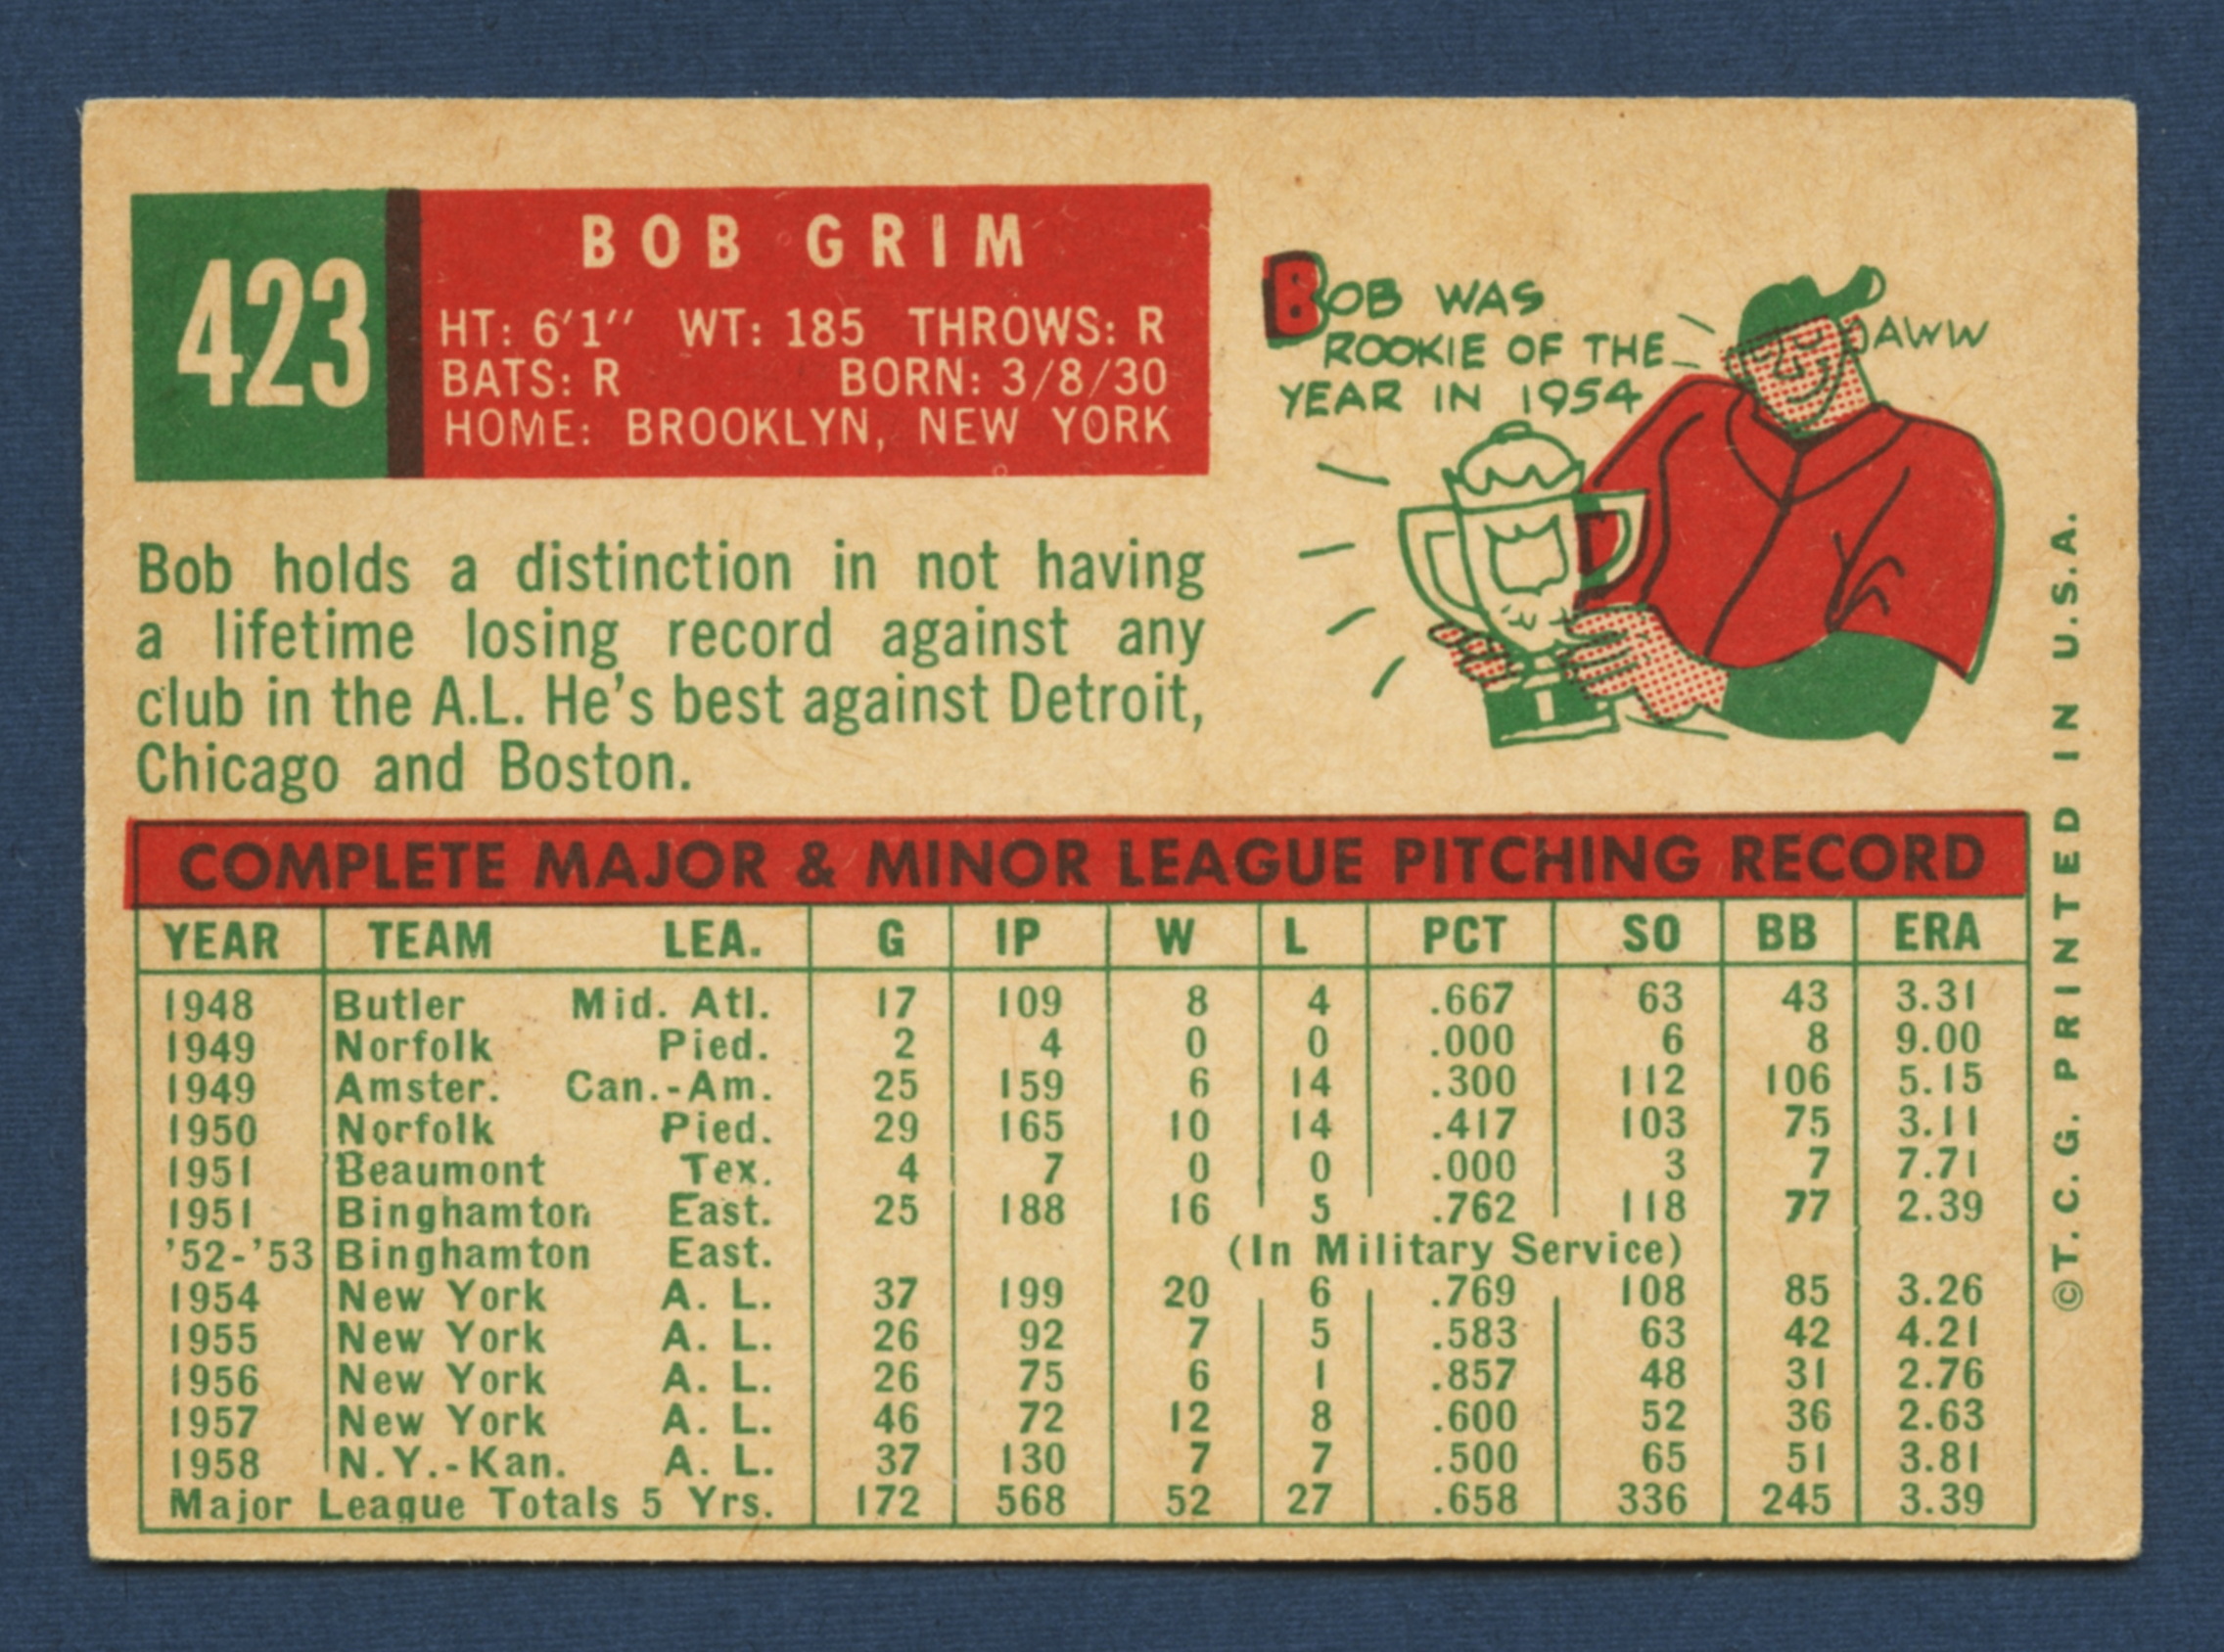 423
BOB GRIM
HT: 6'1'' WT: 185 THROWS: R
BATS: R BORN: 3/8/30
HOME: BROOKLYN, NEW YORK
BOB WAS
ROOKIE OF THE
YEAR IN 1954
AWW
Bob holds a distinction in not having
a lifetime losing record against any
club in the A.L. He's best against Detroit,
Chicago and Boston.
COMPLETE MAJOR & MINOR LEAGUE PITCHING RECORD
YEAR TEAM LEA. G IP W L PCT SO BB ERA
1948 Butler Mid. Atl. 17 109 8 4 .667 63 43 3.31
1949 Norfolk Pied. 2 4 0 0 .000 6 8 9.00
1949 Amster. Can.-Am. 25 159 6 14 .300 112 106 5.15
1950 Norfolk Pied. 29 165 10 14 .417 103 75 3.11
1951 Beaumont Tex. 4 7 0 0 .000 3 7 7.71
1951 Binghamton East. 25 188 16 5 .762 118 77 2.39
'52-'53 Binghamton East. (In Military Service)
1954 New York A. L. 37 199 20 6 .769 108 85 3.26
1955 New York A. L. 26 92 7 5 .583 63 42 4.21
1956 New York A. L. 26 75 6 1 .857 48 31 2.76
1957 New York A. L. 46 72 12 8 .600 52 36 2.63
1958 N.Y.-Kan. A. L. 37 130 7 7 .500 65 51 3.81
Major League Totals 5 Yrs. 172 568 52 27 .658 336 245 3.39
©T.C.G. PRINTED IN U.S.A.